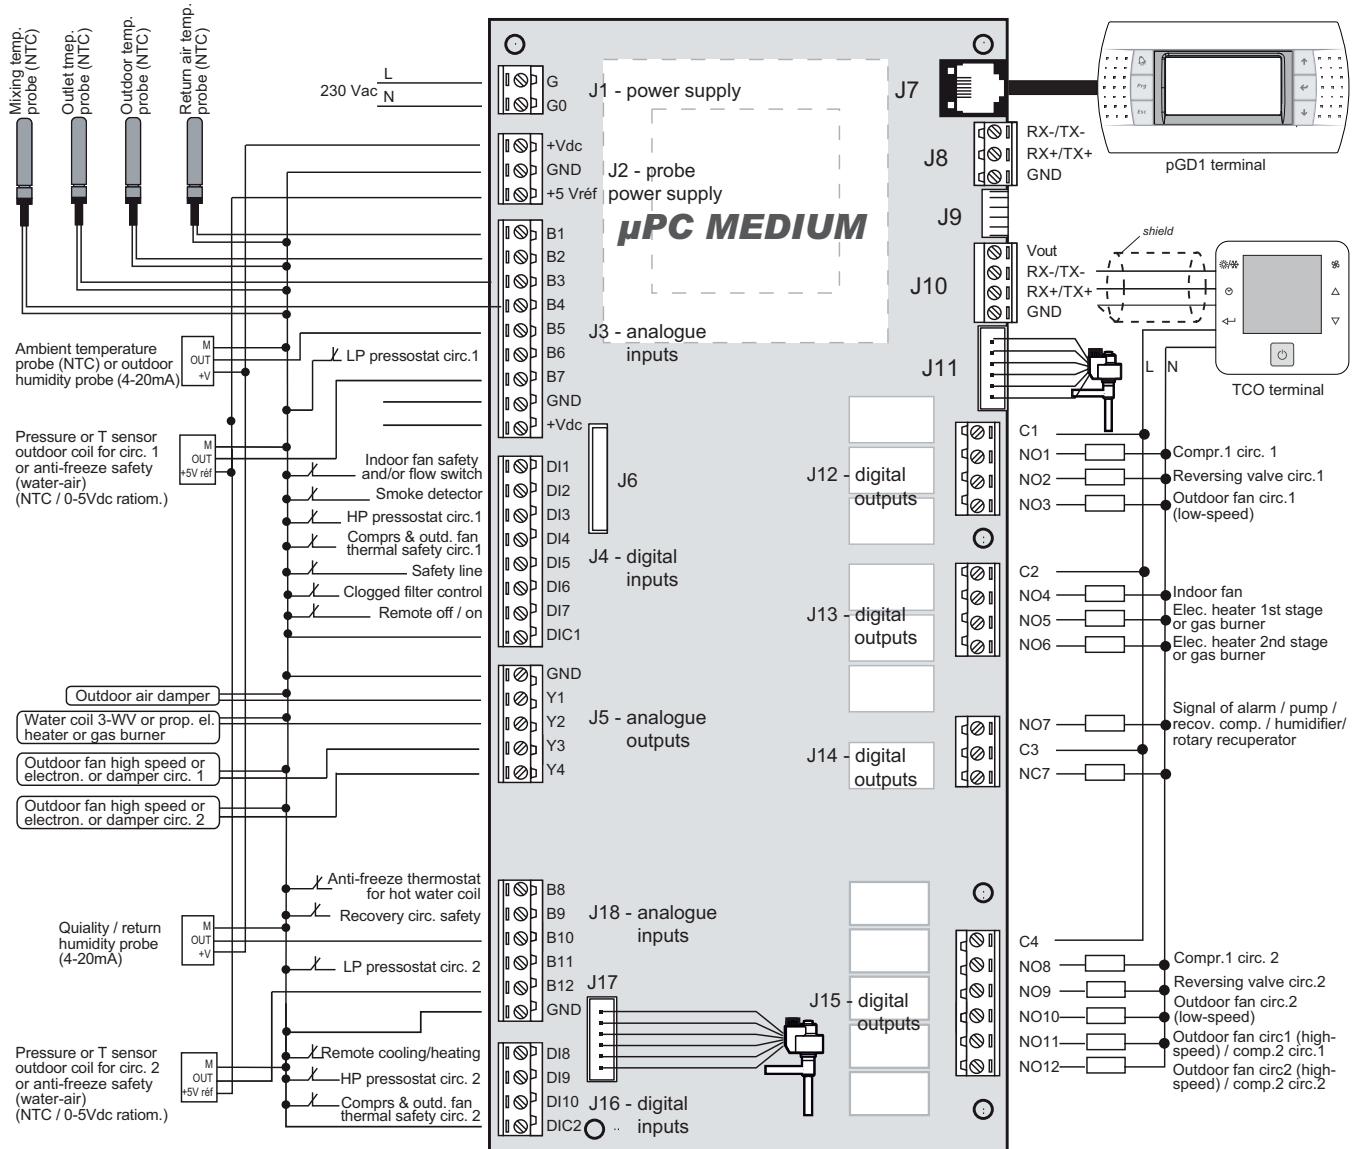 Mixing temp.
probe (NTC)
Outlet tmep.
probe (NTC)
Outdoor temp.
probe (NTC)
Return air temp.
probe (NTC)
230 Vac
L
N
G
G0
J1 - power supply
+Vdc
GND
+5 Vréf
J2 - probe
power supply
µPC MEDIUM
B1
B2
B3
B4
B5
B6
B7
GND
+Vdc
J3 - analogue
inputs
Ambient temperature
probe (NTC) or outdoor
humidity probe (4-20mA)
M
OUT
+V
LP pressostat circ.1
Pressure or T sensor
outdoor coil for circ. 1
or anti-freeze safety
(water-air)
(NTC / 0-5Vdc ratiom.)
M
OUT
+5V réf
Indoor fan safety
and/or flow switch
Smoke detector
HP pressostat circ.1
Comprs & outd. fan
thermal safety circ.1
Safety line
Clogged filter control
Remote off / on
DI1
DI2
DI3
DI4
DI5
DI6
DI7
DIC1
J6
J4 - digital
inputs
Outdoor air damper
Water coil 3-WV or prop. el.
heater or gas burner
Outdoor fan high speed or
electron. or damper circ. 1
Outdoor fan high speed or
electron. or damper circ. 2
GND
Y1
Y2
Y3
Y4
J5 - analogue
outputs
Anti-freeze thermostat
for hot water coil
Recovery circ. safety
Quiality / return
humidity probe
(4-20mA)
M
OUT
+V
LP pressostat circ. 2
B8
B9
B10
B11
B12
GND
J18 - analogue
inputs
J17
Pressure or T sensor
outdoor coil for circ. 2
or anti-freeze safety
(water-air)
(NTC / 0-5Vdc ratiom.)
M
OUT
+5V réf
Remote cooling/heating
HP pressostat circ. 2
Comprs & outd. fan
thermal safety circ. 2
DI8
DI9
DI10
DIC2
J16 - digital
inputs
J7
Prg
Esc
pGD1 terminal
J8
RX-/TX-
RX+/TX+
GND
J9
J10
Vout
RX-/TX-
RX+/TX+
GND
shield
TCO terminal
L
N
J11
J12 - digital
outputs
C1
NO1
NO2
NO3
Compr.1 circ. 1
Reversing valve circ.1
Outdoor fan circ.1
(low-speed)
J13 - digital
outputs
C2
NO4
NO5
NO6
Indoor fan
Elec. heater 1st stage
or gas burner
Elec. heater 2nd stage
or gas burner
J14 - digital
outputs
NO7
C3
NC7
Signal of alarm / pump /
recov. comp. / humidifier/
rotary recuperator
J15 - digital
outputs
C4
NO8
NO9
NO10
NO11
NO12
Compr.1 circ. 2
Reversing valve circ.2
Outdoor fan circ.2
(low-speed)
Outdoor fan circ1 (high-
speed) / comp.2 circ.1
Outdoor fan circ2 (high-
speed) / comp.2 circ.2